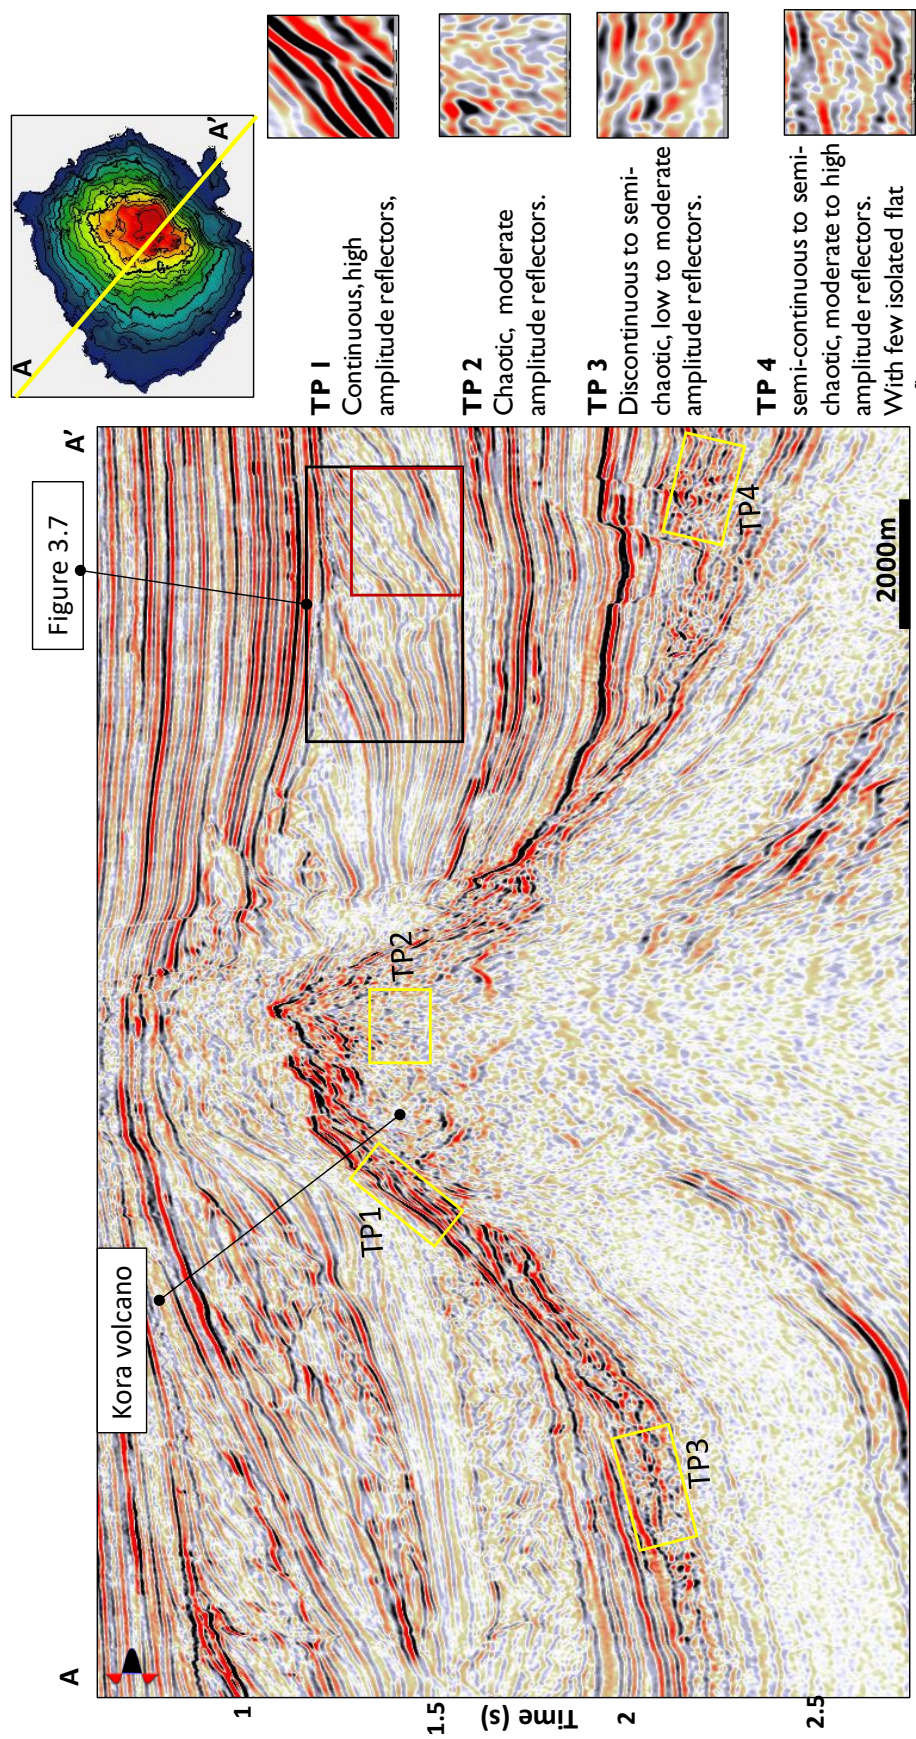 A
A'
Figure 3.7
Kora volcano
TP1
TP2
TP3
TP4
2000m
1
1.5
2
2.5
Time (s)
A
A'
TP 1
Continuous, high
amplitude reflectors,
TP 2
Chaotic, moderate
amplitude reflectors.
TP 3
Discontinuous to semi-
chaotic, low to moderate
amplitude reflectors.
TP 4
semi-continuous to semi-
chaotic, moderate to high
amplitude reflectors.
With few isolated flat